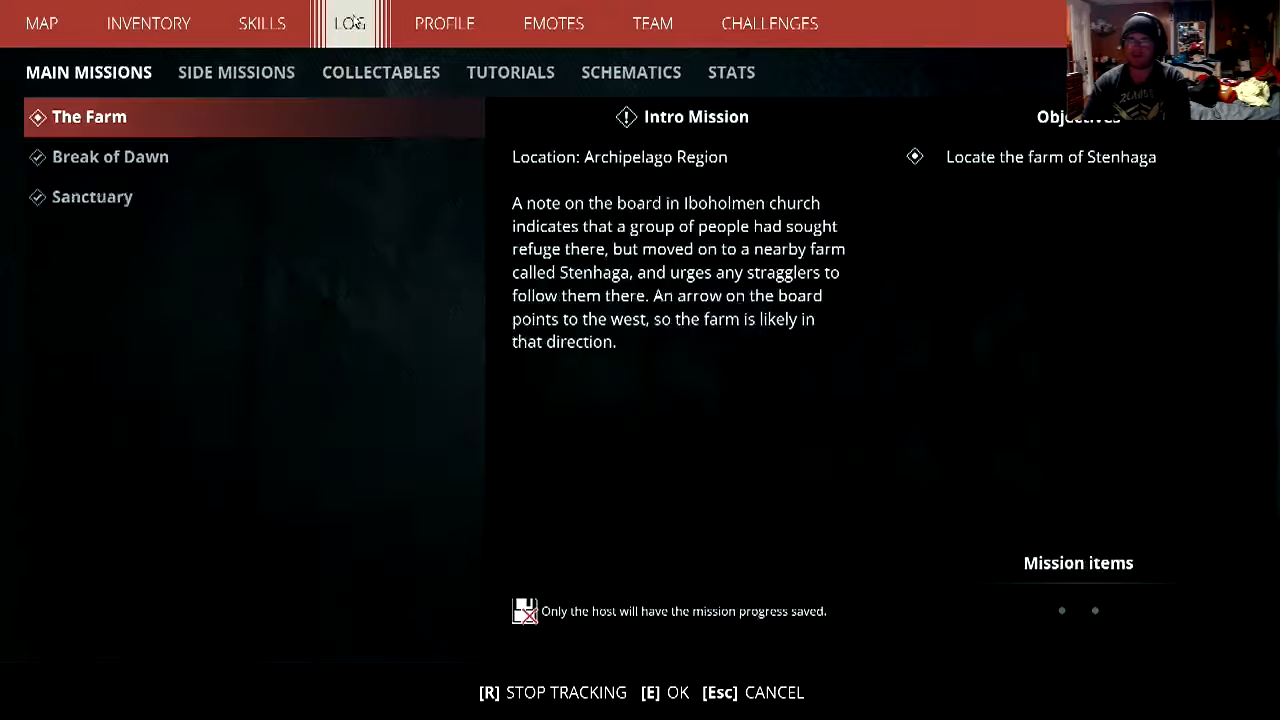 MAP INVENTORY SKILLS LOG PROFILE EMOTES TEAM CHALLENGES
MAIN MISSIONS SIDE MISSIONS COLLECTABLES TUTORIALS SCHEMATICS STATS
The Farm
Break of Dawn
Sanctuary
Intro Mission
Location: Archipelago Region
A note on the board in Iboholmen church
indicates that a group of people had sought
refuge there, but moved on to a nearby farm
called Stenhaga, and urges any stragglers to
follow them there. An arrow on the board
points to the west, so the farm is likely in
that direction.
Only the host will have the mission progress saved.
Objectives
Locate the farm of Stenhaga
Mission items
[R] STOP TRACKING [E] OK [Esc] CANCEL